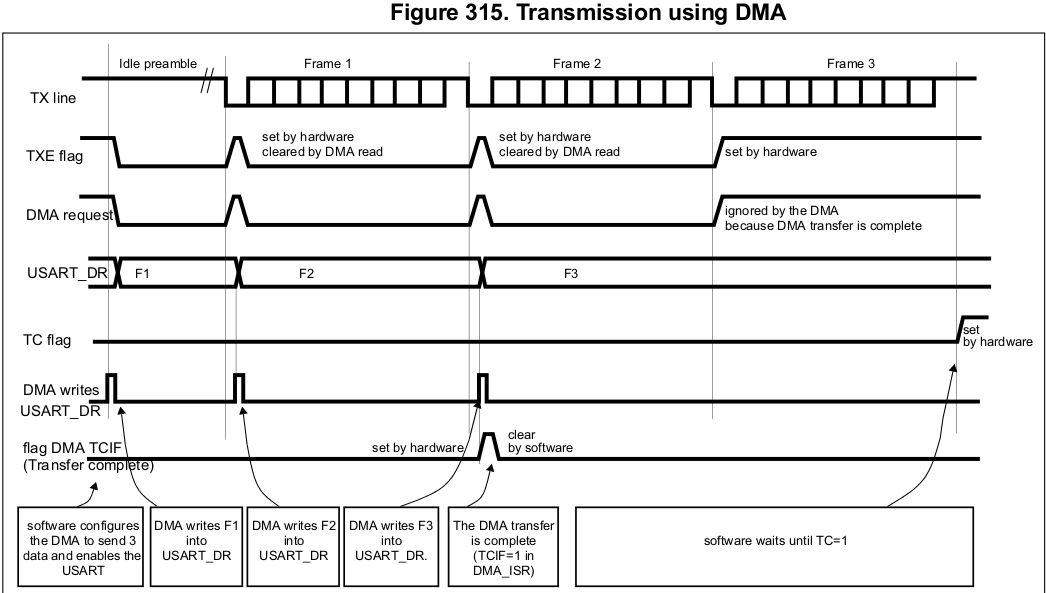 Figure 315. Transmission using DMA
Idle preamble
Frame 1
Frame 2
Frame 3
TX line
TXE flag
set by hardware
cleared by DMA read
set by hardware
cleared by DMA read
set by hardware
DMA request
ignored by the DMA
because DMA transfer is complete
USART_DR
F1
F2
F3
TC flag
set
by hardware
DMA writes
USART_DR
flag DMA TCIF
(Transfer complete)
set by hardware
clear
by software
software configures
the DMA to send 3
data and enables the
USART
DMA writes F1
into
USART_DR
DMA writes F2
into
USART_DR
DMA writes F3
into
USART_DR.
The DMA transfer
is complete
(TCIF=1 in
DMA_ISR)
software waits until TC=1